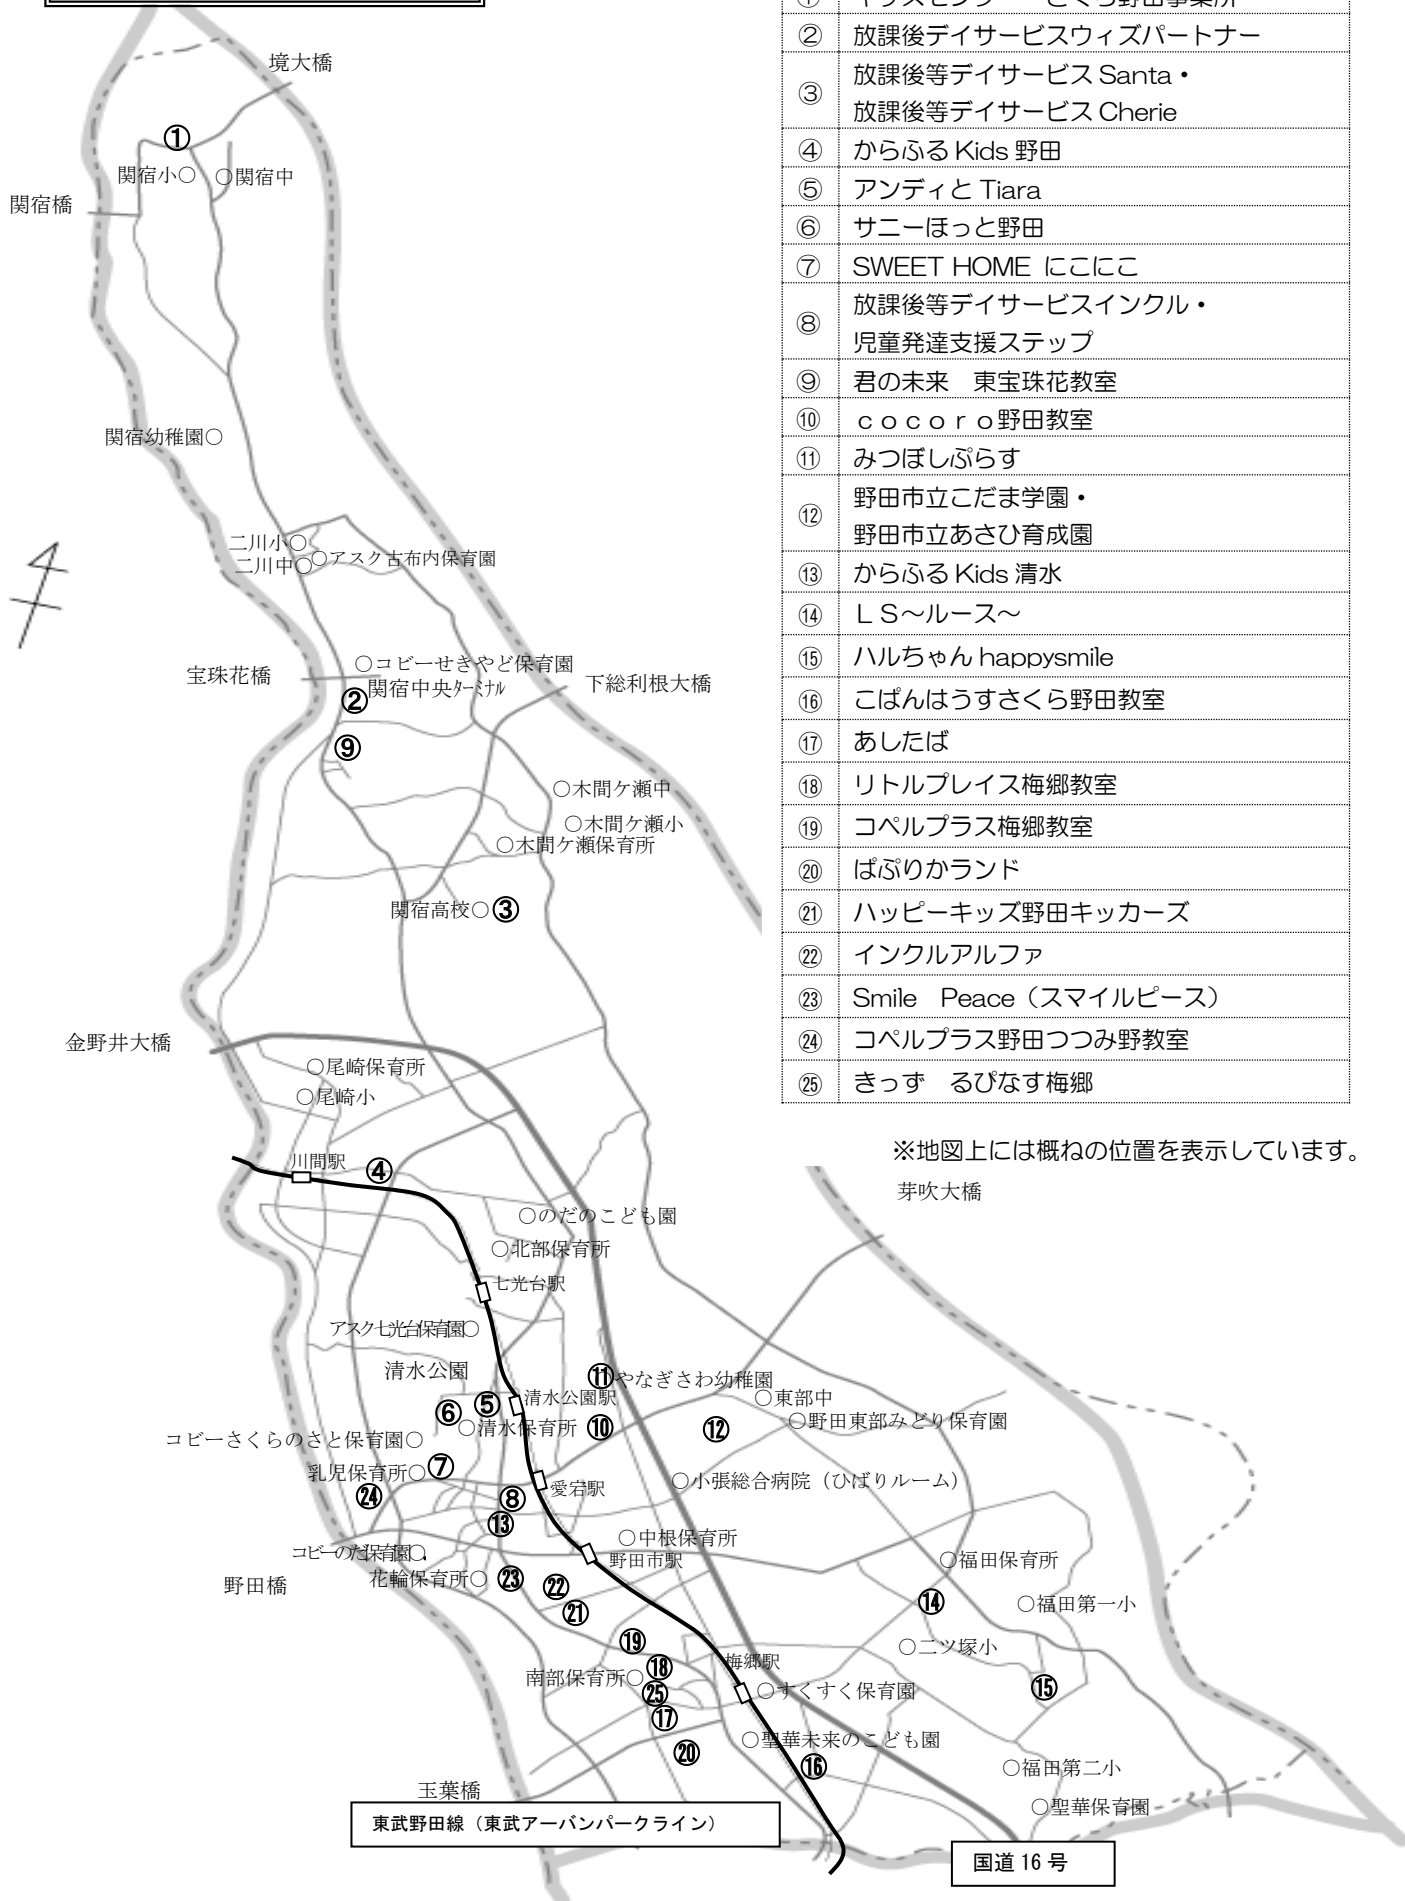 ② 放課後デイサービスウィズパートナー
③ 放課後等デイサービス Santa・
放課後等デイサービス Cherie
④ からふる Kids 野田
⑤ アンディと Tiara
⑥ サニーほっと野田
⑦ SWEET HOME にこにこ
⑧ 放課後等デイサービスインクル・
児童発達支援ステップ
⑨ 君の未来　東宝珠花教室
⑩ ｃｏｃｏｒｏ野田教室
⑪ みつぼしぷらす
⑫ 野田市立こだま学園・
野田市立あさひ育成園
⑬ からふる Kids 清水
⑭ ＬＳ～ルース～
⑮ ハルちゃん happysmile
⑯ こぱんはうすさくら野田教室
⑰ あしたば
⑱ リトルプレイス梅郷教室
⑲ コペルプラス梅郷教室
⑳ ぱぷりかランド
㉑ ハッピーキッズ野田キッカーズ
㉒ インクルアルファ
㉓ Smile　Peace（スマイルピース）
㉔ コペルプラス野田つつみ野教室
㉕ きっず　るぴなす梅郷
※地図上には概ねの位置を表示しています。
境大橋
①
関宿小○ ○関宿中
関宿橋
関宿幼稚園○
二川小○
二川中○ ○アスク古布内保育園
○コビーせきやど保育園
宝珠花橋
関宿中央ﾀｰﾐﾅﾙ
下総利根大橋
②
⑨
○木間ケ瀬中
○木間ケ瀬小
○木間ケ瀬保育所
関宿高校○ ③
金野井大橋
○尾崎保育所
○尾崎小
川間駅
④
芽吹大橋
○のだのこども園
○北部保育所
七光台駅
アスク七光台保育園○
清水公園
⑪ やなぎさわ幼稚園
⑤ 清水公園駅
○東部中
⑥ ○清水保育所 ⑩ ⑫
○野田東部みどり保育園
コビーさくらのさと保育園○
乳児保育所○ ⑦
○小張総合病院（ひばりルーム）
㉔ ⑧ 愛宕駅
⑬
○中根保育所
コビーのだ保育園○
野田市駅
○福田保育所
野田橋
花輪保育所○ ㉓ ㉒
⑭
○福田第一小
㉑
⑲
○二ツ塚小
梅郷駅
南部保育所○ ⑱
㉕ ○すくすく保育園 ⑮
⑰
○聖華未来のこども園
⑳ ⑯
○福田第二小
玉葉橋
○聖華保育園
東武野田線（東武アーバンパークライン）
国道 16 号